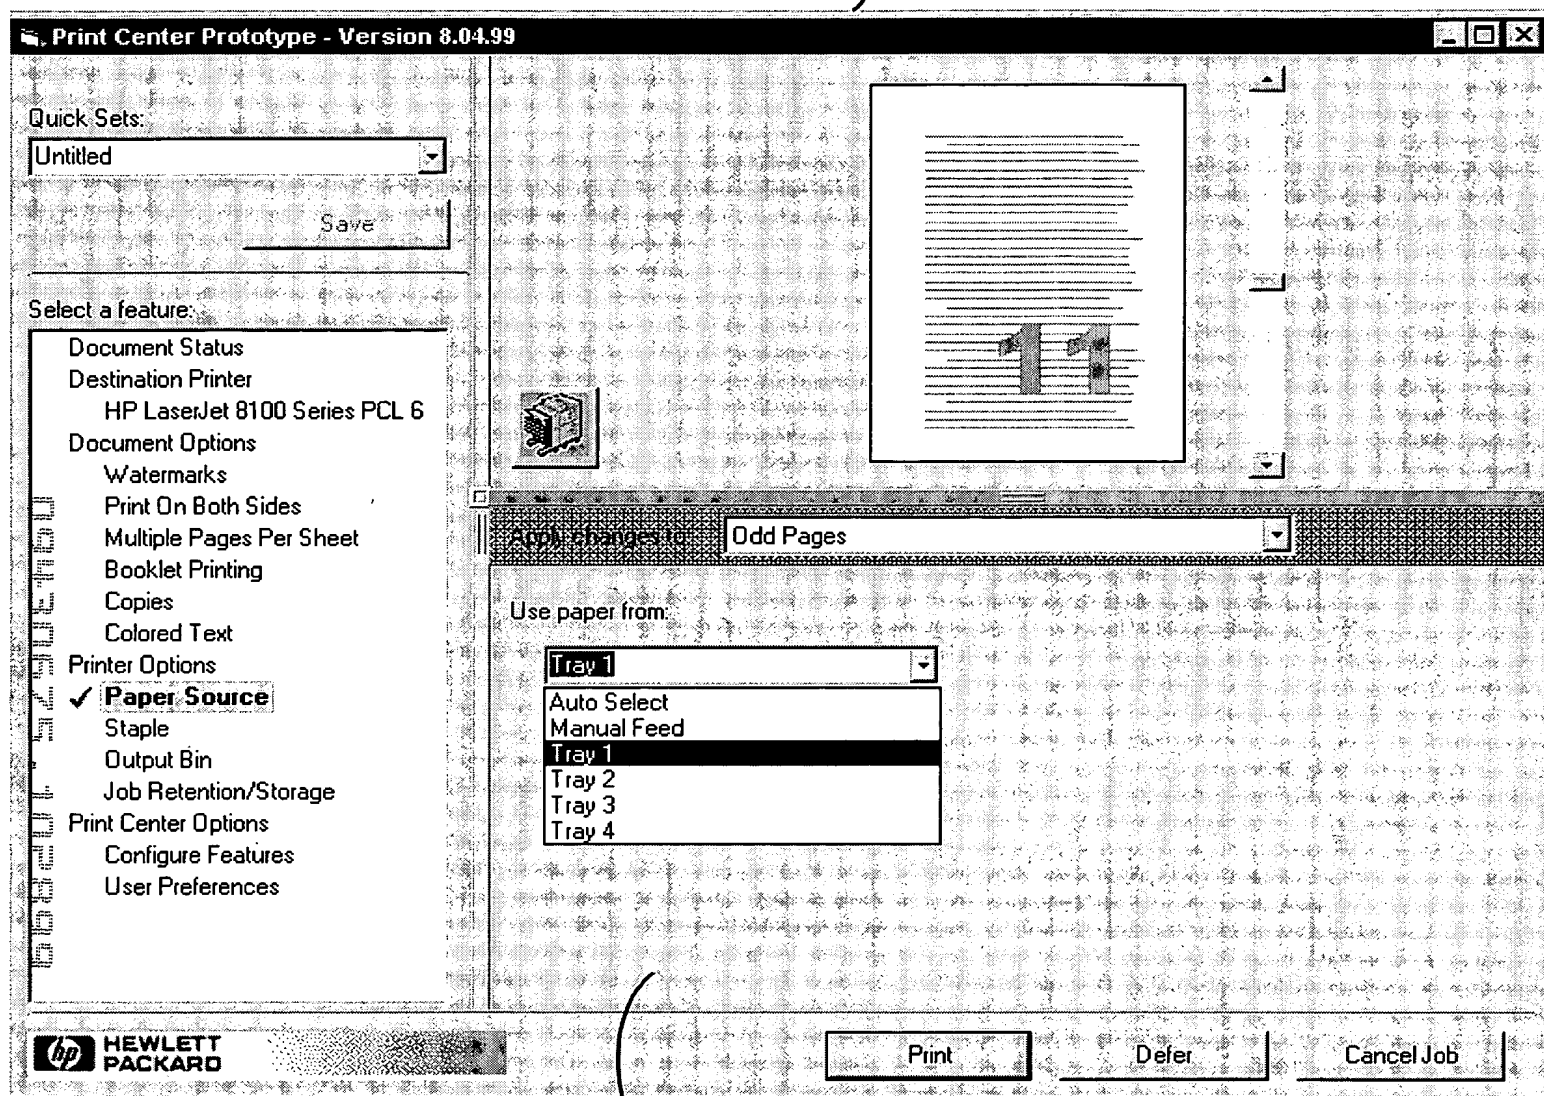 Print Center Prototype - Version 8.04.99
Quick Sets:
Untitled
Save
Select a feature:
Document Status
Destination Printer
HP LaserJet 8100 Series PCL 6
Document Options
Watermarks
Print On Both Sides
Multiple Pages Per Sheet
Booklet Printing
Copies
Colored Text
Printer Options
✓ Paper Source
Staple
Output Bin
Job Retention/Storage
Print Center Options
Configure Features
User Preferences
11
Apply changes to:
Odd Pages
Use paper from:
Tray 1
Auto Select
Manual Feed
Tray 1
Tray 2
Tray 3
Tray 4
hp HEWLETT
PACKARD
Print
Defer
Cancel Job